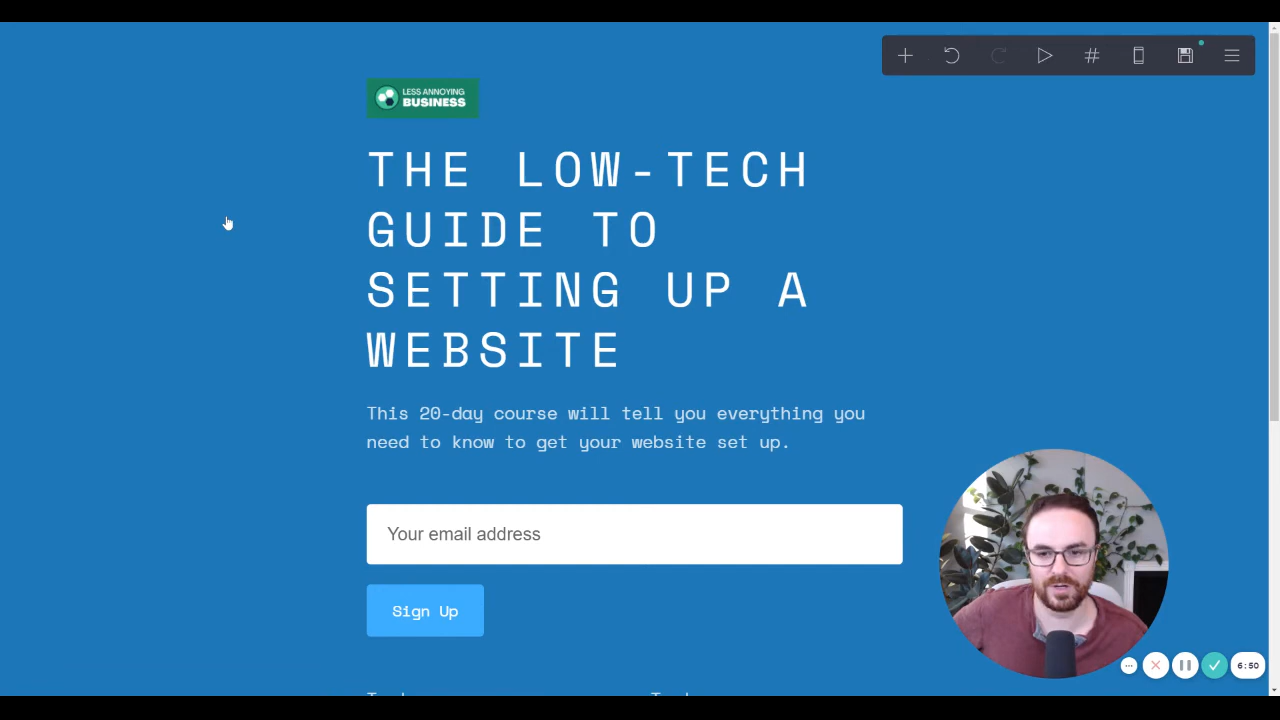 LESS ANNOYING
BUSINESS
THE LOW-TECH
GUIDE TO
SETTING UP A
WEBSITE
This 20-day course will tell you everything you
need to know to get your website set up.
Your email address
Sign Up
6:50